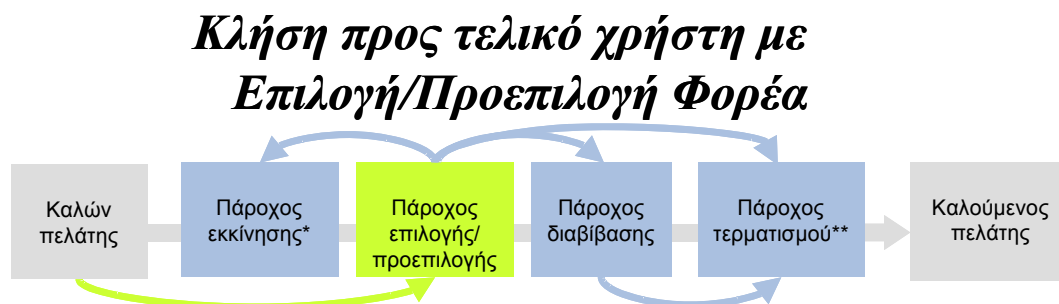 Κλήση προς τελικό χρήστη με
Επιλογή/Προεπιλογή Φορέα
Καλών
πελάτης
Πάροχος
εκκίνησης*
Πάροχος
επιλογής/
προεπιλογής
Πάροχος
διαβίβασης
Πάροχος
τερματισμού**
Καλούμενος
πελάτης